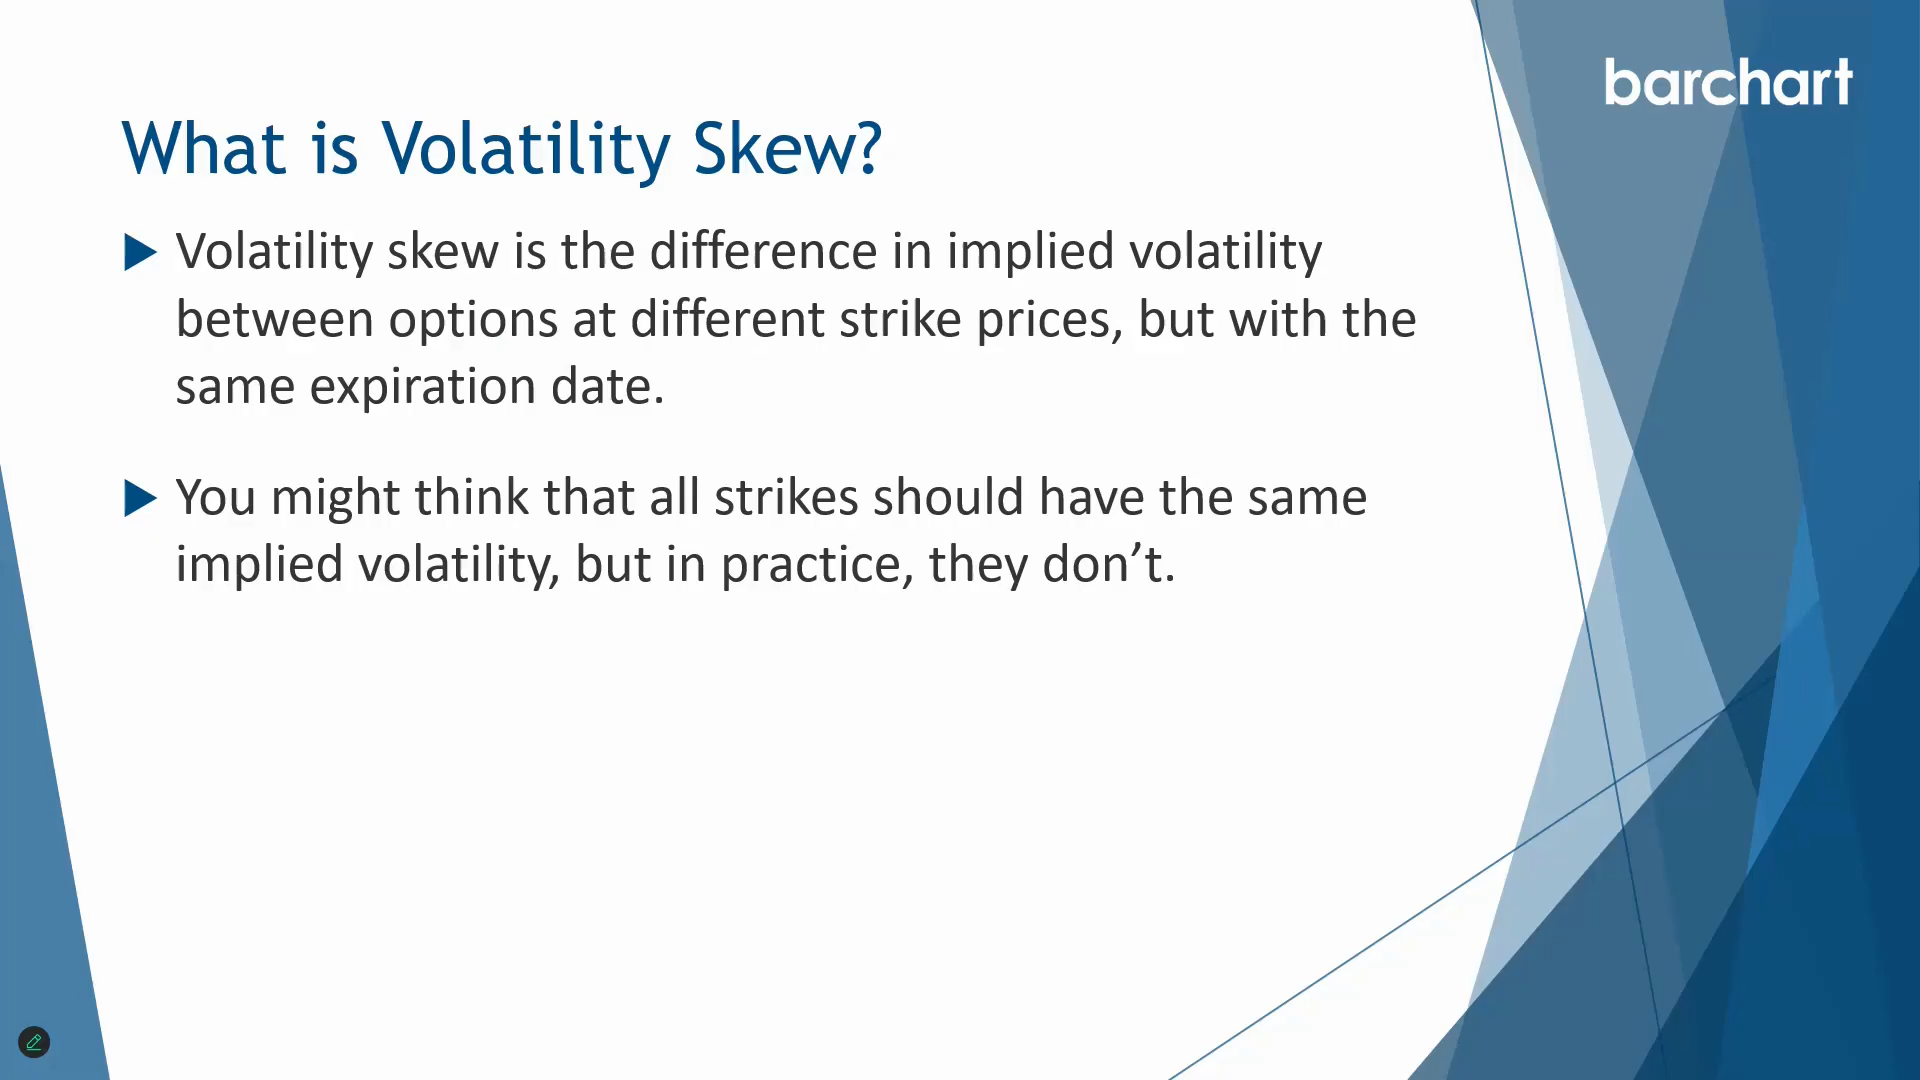 barchart
What is Volatility Skew?
Volatility skew is the difference in implied volatility
between options at different strike prices, but with the
same expiration date.
You might think that all strikes should have the same
implied volatility, but in practice, they don’t.